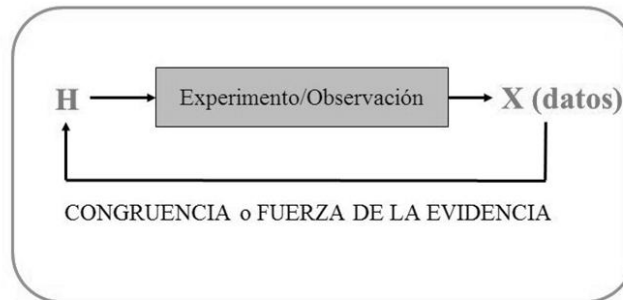 H
Experimento/Observación
X (datos)
CONGRUENCIA o FUERZA DE LA EVIDENCIA